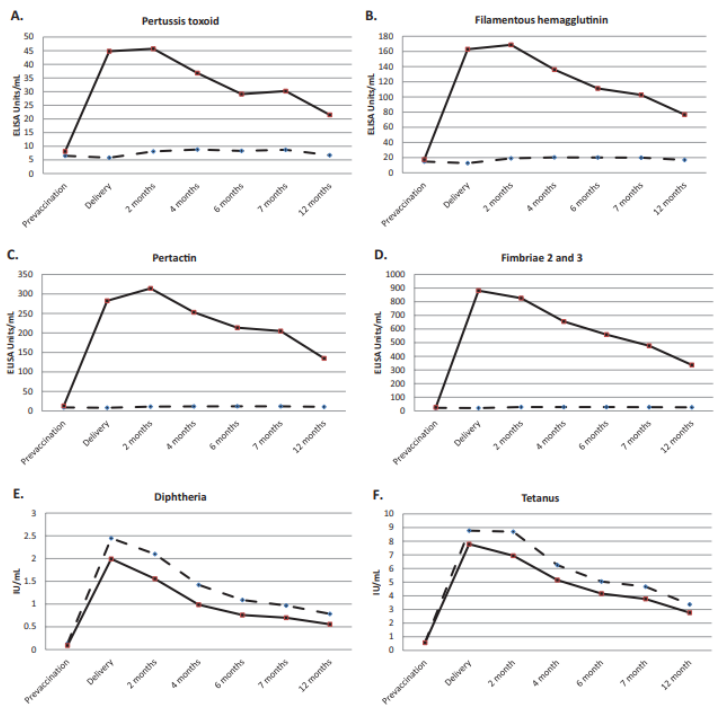 A.
Pertussis toxoid
ELISA Units/mL
50
45
40
35
30
25
20
15
10
5
0
Prevaccination
Delivery
2 months
4 months
6 months
7 months
12 months
B.
Filamentous hemagglutinin
ELISA Units/mL
180
160
140
120
100
80
60
40
20
0
Prevaccination
Delivery
2 months
4 months
6 months
7 months
12 months
C.
Pertactin
EUSA Units/mL
350
300
250
200
150
100
50
0
Prevaccination
Delivery
2 months
4 months
6 months
7 months
12 months
D.
Fimbriae 2 and 3
ELISA Units/mL
1000
900
800
700
600
500
400
300
200
100
0
Prevaccination
Delivery
2 months
4 months
6 months
7 months
12 months
E.
Diphtheria
IU/mL
3
2.5
2
1.5
1
0.5
0
Prevaccination
Delivery
2 months
4 months
6 months
7 months
12 months
F.
Tetanus
IU/mL
10
9
8
7
6
5
4
3
2
1
0
Prevaccination
Delivery
2 month
4 month
6 month
7 month
12 month